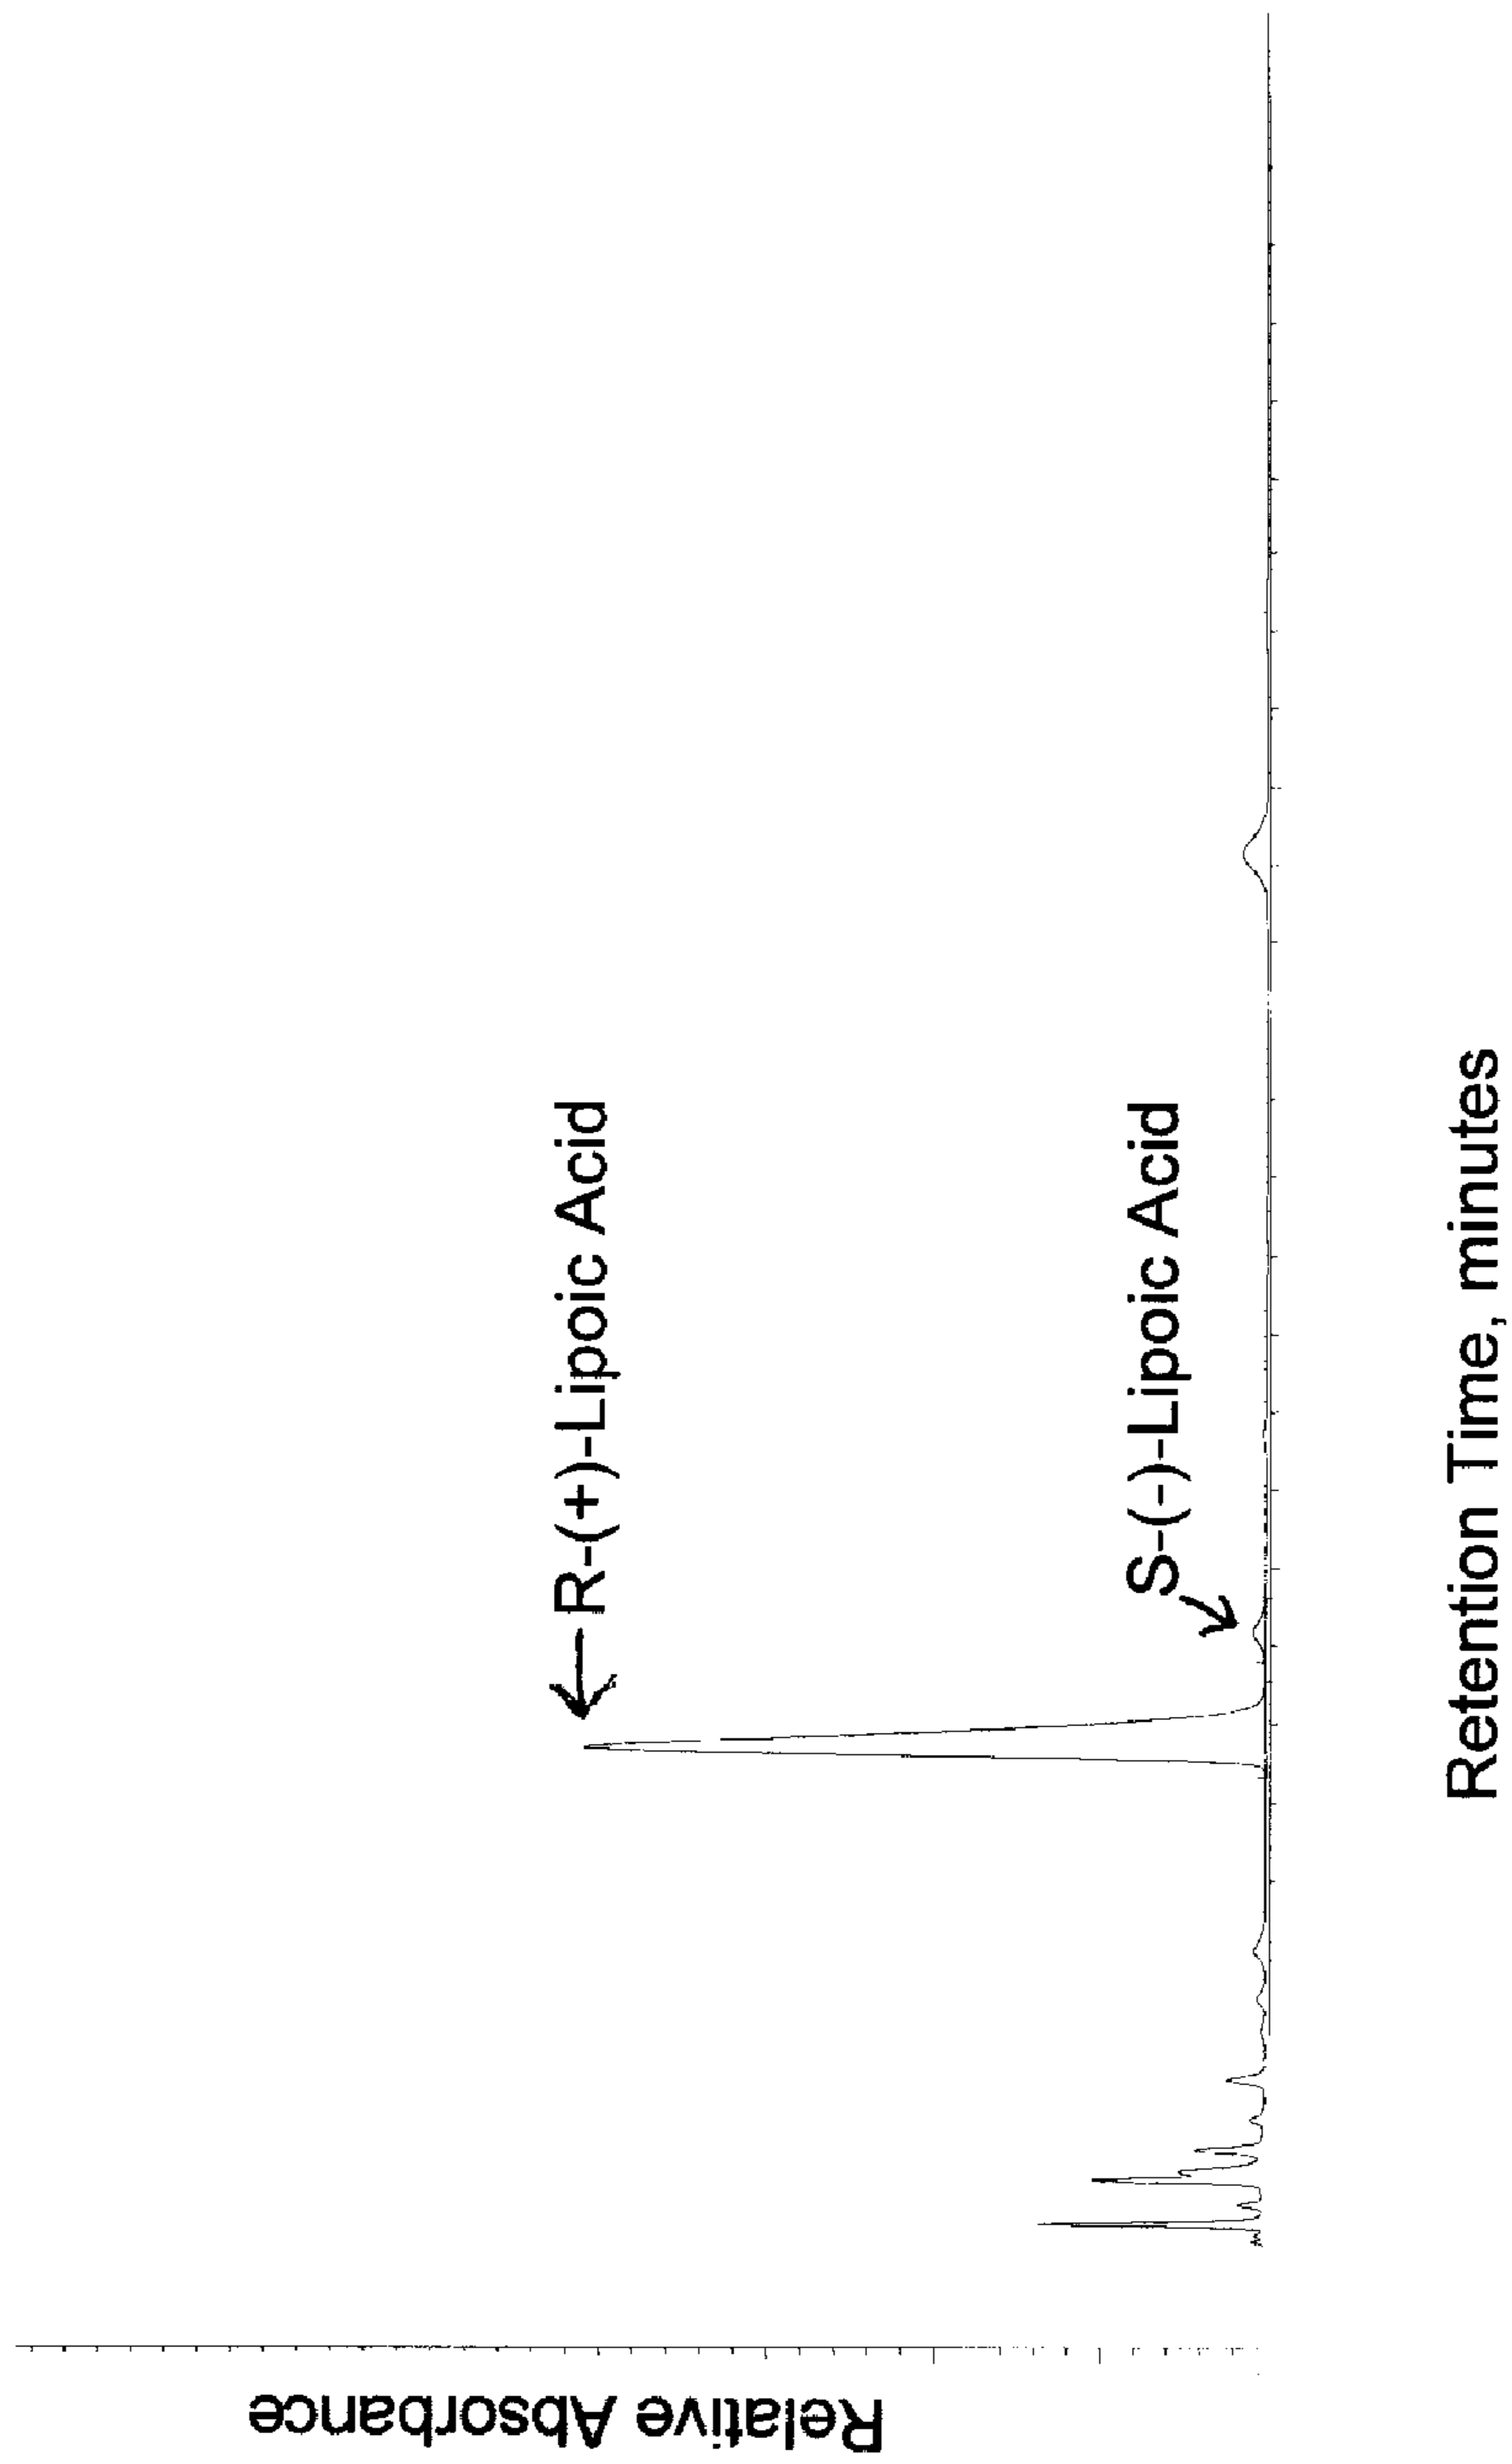 R-(+)-Lipoic Acid
S-(-)-Lipoic Acid
Retention Time, minutes
Relative Absorbance